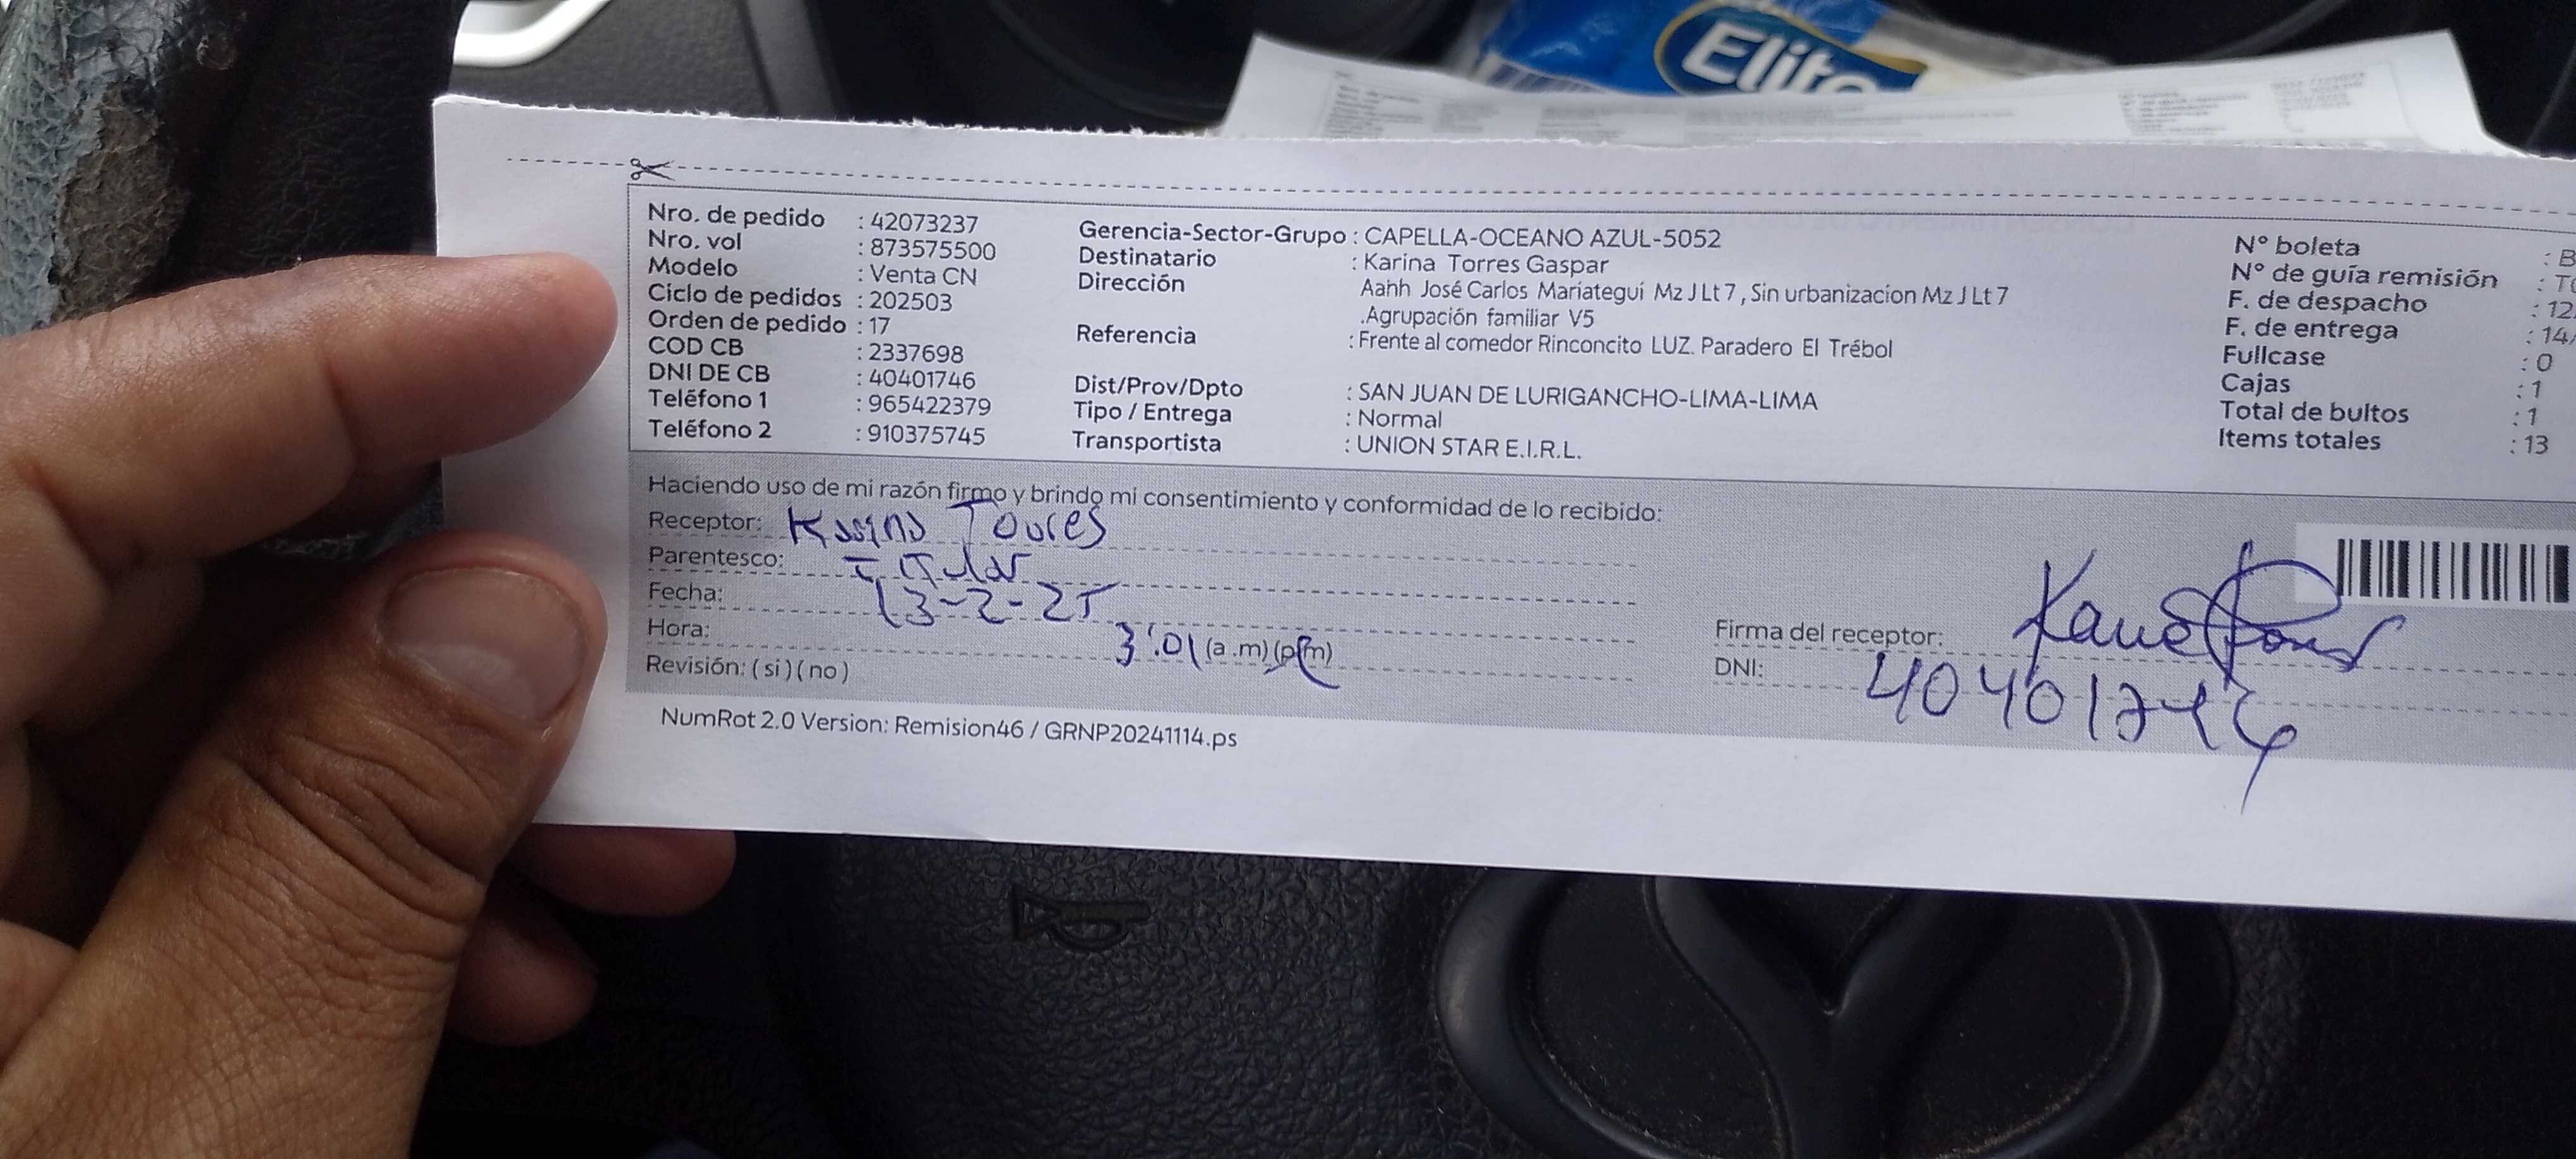 Elite
Nro. de pedido : 42073237
Nro. vol : 873575500
Modelo : Venta CN
Ciclo de pedidos : 202503
Orden de pedido : 17
COD CB : 2337698
DNI DE CB : 40401746
Teléfono 1 : 965422379
Teléfono 2 : 910375745
Gerencia-Sector-Grupo : CAPELLA-OCEANO AZUL-5052
Destinatario : Karina Torres Gaspar
Dirección Aahh José Carlos Mariategui Mz J Lt 7 , Sin urbanizacion Mz J Lt 7
.Agrupación familiar V5
Referencia : Frente al comedor Rinconcito LUZ. Paradero El Trébol
Dist/Prov/Dpto : SAN JUAN DE LURIGANCHO-LIMA-LIMA
Tipo / Entrega : Normal
Transportista : UNION STAR E.I.R.L.
N° boleta : B
N° de guía remisión : T
F. de despacho : 12
F. de entrega : 14/
Fullcase : 0
Cajas : 1
Total de bultos : 1
Items totales : 13
Haciendo uso de mi razón firmo y brindo mi consentimiento y conformidad de lo recibido:
Receptor: Karina Torres
Parentesco: Titular
Fecha: 13-2-25
Hora: 3:01 (a.m) (p.m)
Revisión: ( si ) ( no )
Firma del receptor:
DNI: 40401746
NumRot 2.0 Version: Remision46 / GRNP20241114.ps